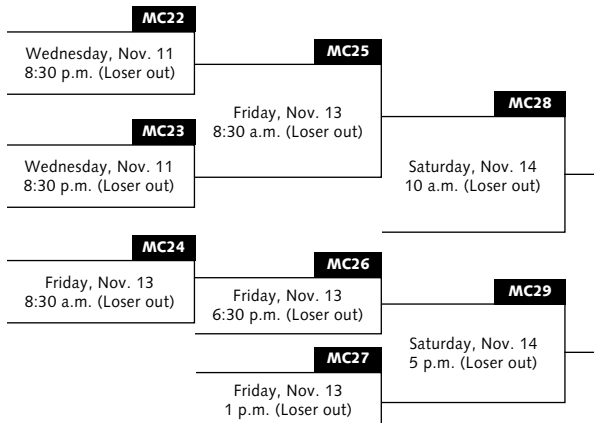 MC22
Wednesday, Nov. 11
8:30 p.m. (Loser out)
MC25
Friday, Nov. 13
8:30 a.m. (Loser out)
MC28
Saturday, Nov. 14
10 a.m. (Loser out)
MC23
Wednesday, Nov. 11
8:30 p.m. (Loser out)
MC24
Friday, Nov. 13
8:30 a.m. (Loser out)
MC26
Friday, Nov. 13
6:30 p.m. (Loser out)
MC29
Saturday, Nov. 14
5 p.m. (Loser out)
MC27
Friday, Nov. 13
1 p.m. (Loser out)